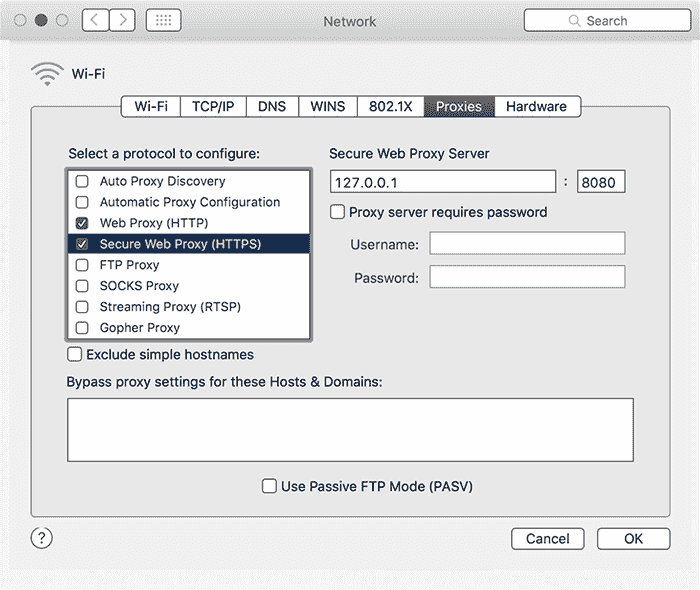 Network
Search
Wi-Fi
Wi-Fi TCP/IP DNS WINS 802.1X Proxies Hardware
Select a protocol to configure:
Auto Proxy Discovery
Automatic Proxy Configuration
Web Proxy (HTTP)
Secure Web Proxy (HTTPS)
FTP Proxy
SOCKS Proxy
Streaming Proxy (RTSP)
Gopher Proxy
Secure Web Proxy Server
127.0.0.1 : 8080
Proxy server requires password
Username:
Password:
Exclude simple hostnames
Bypass proxy settings for these Hosts & Domains:
Use Passive FTP Mode (PASV)
? Cancel OK